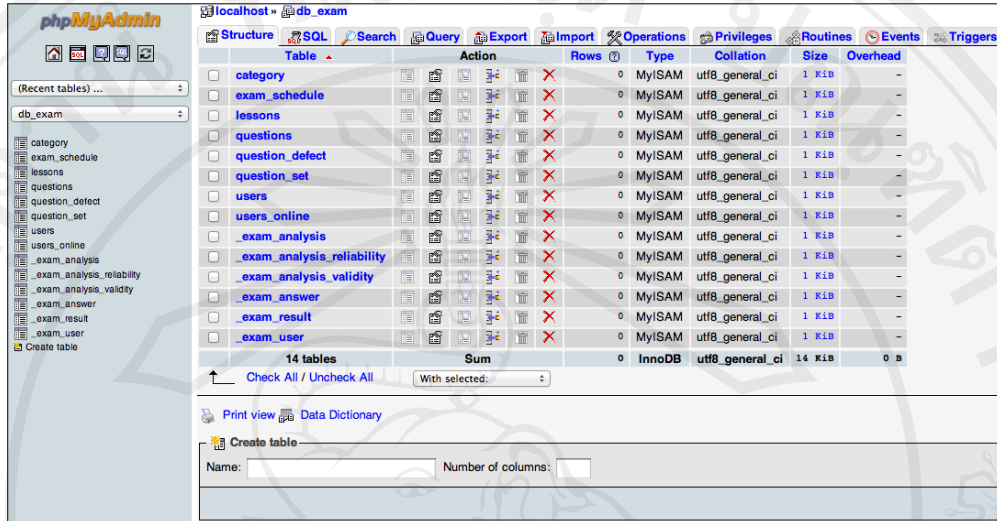 phpMyAdmin
SQL
(Recent tables) ...
db_exam
category
exam_schedule
lessons
questions
question_defect
question_set
users
users_online
_exam_analysis
_exam_analysis_reliability
_exam_analysis_validity
_exam_answer
_exam_result
_exam_user
Create table
localhost » db_exam
Structure SQL Search Query Export Import Operations Privileges Routines Events Triggers
Table Action Rows Type Collation Size Overhead
category 0 MyISAM utf8_general_ci 1 KiB –
exam_schedule 0 MyISAM utf8_general_ci 1 KiB –
lessons 0 MyISAM utf8_general_ci 1 KiB –
questions 0 MyISAM utf8_general_ci 1 KiB –
question_defect 0 MyISAM utf8_general_ci 1 KiB –
question_set 0 MyISAM utf8_general_ci 1 KiB –
users 0 MyISAM utf8_general_ci 1 KiB –
users_online 0 MyISAM utf8_general_ci 1 KiB –
_exam_analysis 0 MyISAM utf8_general_ci 1 KiB –
_exam_analysis_reliability 0 MyISAM utf8_general_ci 1 KiB –
_exam_analysis_validity 0 MyISAM utf8_general_ci 1 KiB –
_exam_answer 0 MyISAM utf8_general_ci 1 KiB –
_exam_result 0 MyISAM utf8_general_ci 1 KiB –
_exam_user 0 MyISAM utf8_general_ci 1 KiB –
14 tables Sum 0 InnoDB utf8_general_ci 14 KiB 0 B
Check All / Uncheck All With selected:
Print view Data Dictionary
Create table
Name: Number of columns: